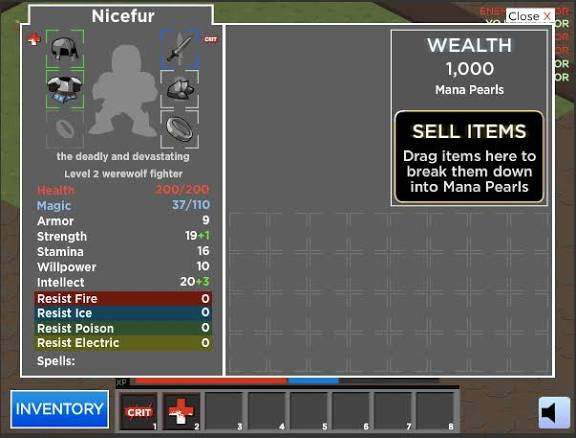 Nicefur
Close X
CRIT
WEALTH
1,000
Mana Pearls
SELL ITEMS
Drag items here to
break them down
into Mana Pearls
the deadly and devastating
Level 2 werewolf fighter
Health 200/200
Magic 37/110
Armor 9
Strength 19+1
Stamina 16
Willpower 10
Intellect 20+3
Resist Fire 0
Resist Ice 0
Resist Poison 0
Resist Electric 0
Spells:
XP
INVENTORY
CRIT 1 2 3 4 5 6 7 8